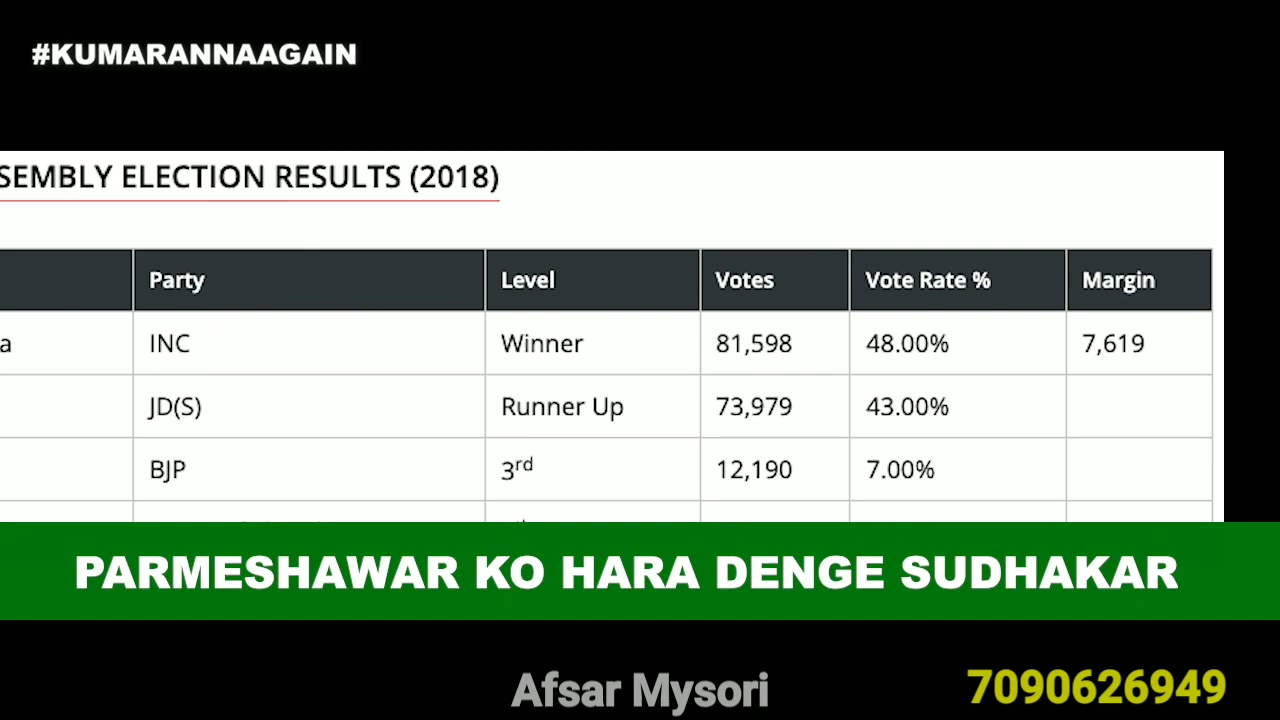 #KUMARANNAAGAIN
SEMBLY ELECTION RESULTS (2018)
Party Level Votes Vote Rate % Margin
a INC Winner 81,598 48.00% 7,619
JD(S) Runner Up 73,979 43.00%
BJP 3rd 12,190 7.00%
PARMESHAWAR KO HARA DENGE SUDHAKAR
Afsar Mysori 7090626949